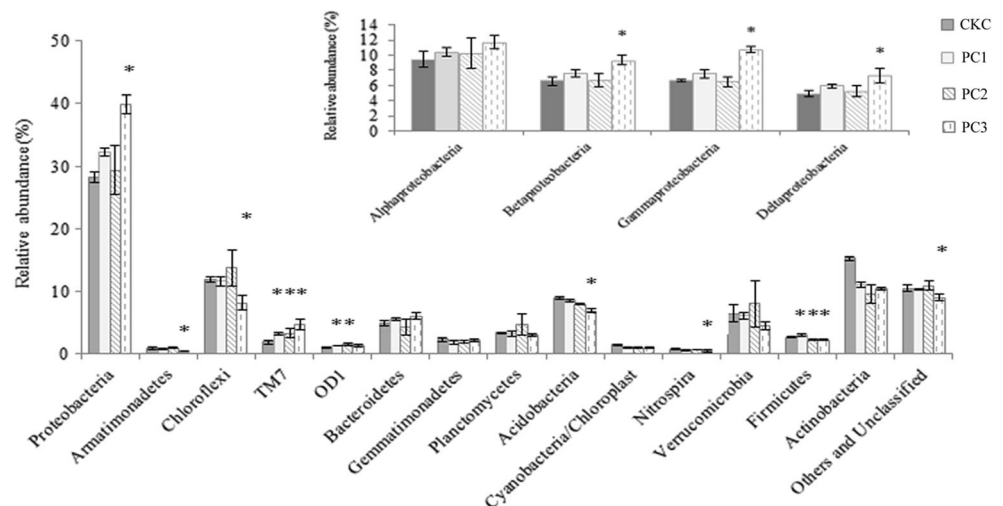 Relative abundance (%)
50
40
30
20
10
0
*
*
*
* * *
* *
*
*
* * *
*
Proteobacteria
Armatimonadetes
Chloroflexi
TM7
OD1
Bacteroidetes
Gemmatimonadetes
Planctomycetes
Acidobacteria
Cyanobacteria/Chloroplast
Nitrospira
Verrucomicrobia
Firmicutes
Actinobacteria
Others and Unclassified
Relative abundance (%)
14
12
10
8
6
4
2
0
*
*
*
Alphaproteobacteria
Betaproteobacteria
Gammaproteobacteria
Deltaproteobacteria
CKC
PC1
PC2
PC3